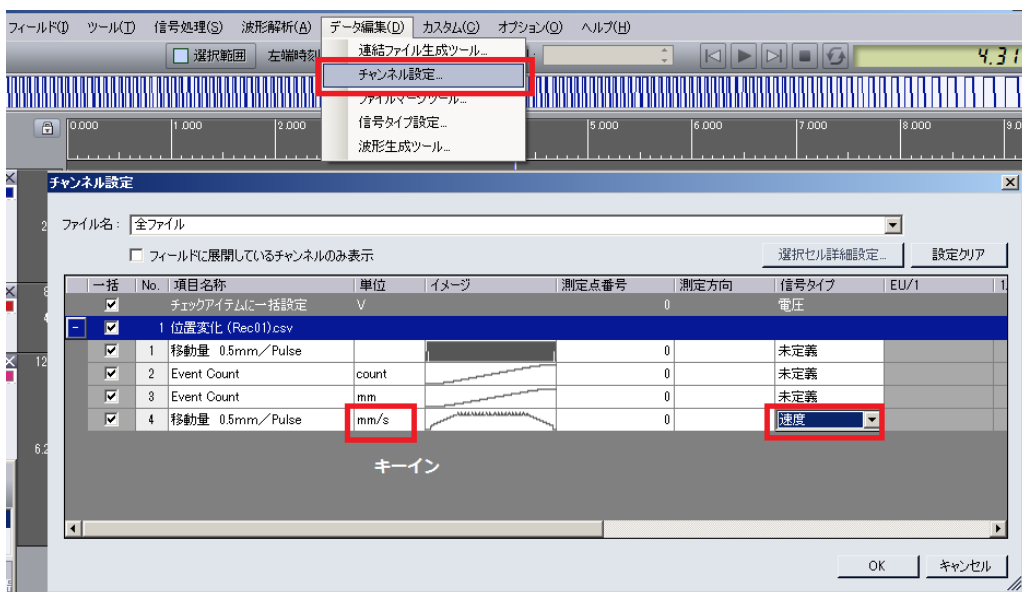 フィールド(I) ツール(T) 信号処理(S) 波形解析(A) データ編集(D) カスタム(C) オプション(O) ヘルプ(H)
選択範囲 左端時刻
4.31
連結ファイル生成ツール...
チャンネル設定...
ファイルマージツール...
信号タイプ設定...
波形生成ツール...
0.000 1.000 2.000 5.000 6.000 7.000 8.000 9.0
チャンネル設定
ファイル名： 全ファイル
フィールドに展開しているチャンネルのみ表示 選択セル詳細設定... 設定クリア
一括 No. 項目名称 単位 イメージ 測定点番号 測定方向 信号タイプ EU/1 1.
チェックアイテムに一括設定 V 0 電圧
1 位置変化 (Rec01).csv
1 移動量 0.5mm／Pulse 0 未定義
2 Event Count count 0 未定義
3 Event Count mm 0 未定義
4 移動量 0.5mm／Pulse mm/s 0 速度
キーイン
2
8
4
12
6.2
OK キャンセル